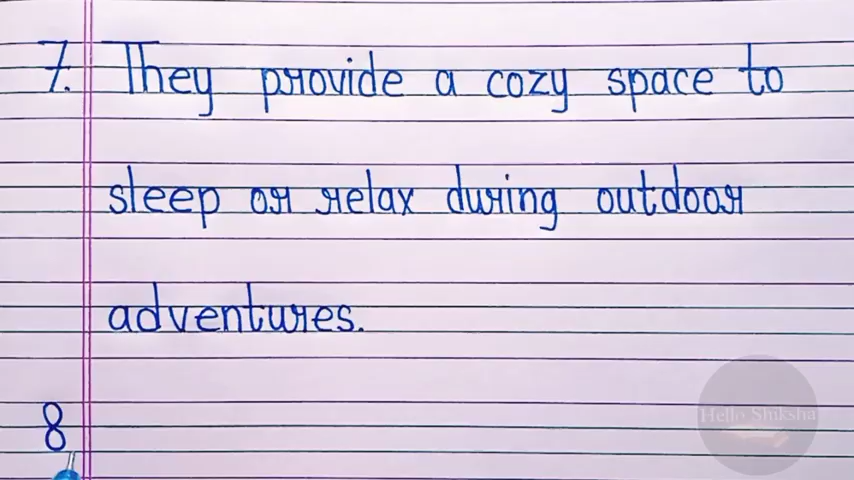 7. They provide a cozy space to
sleep or relax during outdoor
adventures.
8
Hello Shiksha